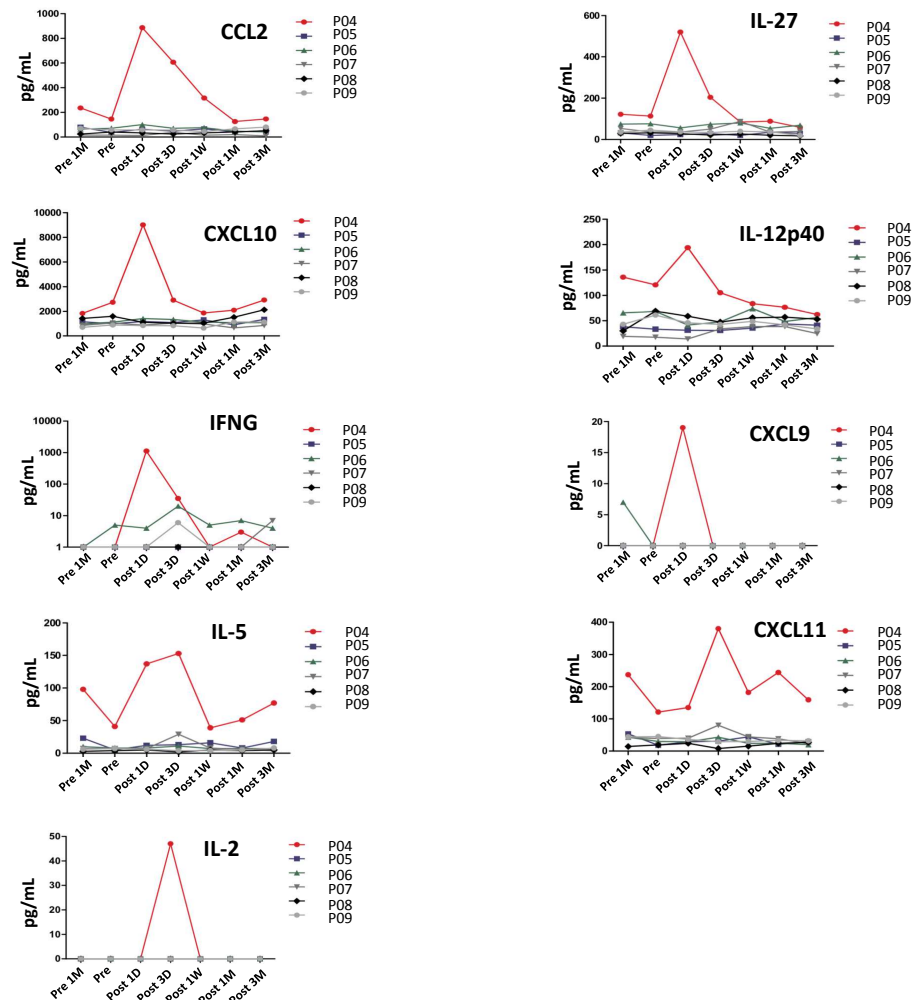 CCL2
1000
800
600
400
200
0
pg/mL
Pre 1M
Pre
Post 1D
Post 3D
Post 1W
Post 1M
Post 3M
P04
P05
P06
P07
P08
P09
IL-27
600
400
200
0
pg/mL
Pre 1M
Pre
Post 1D
Post 3D
Post 1W
Post 1M
Post 3M
P04
P05
P06
P07
P08
P09
CXCL10
10000
8000
6000
4000
2000
0
pg/mL
Pre 1M
Pre
Post 1D
Post 3D
Post 1W
Post 1M
Post 3M
P04
P05
P06
P07
P08
P09
IL-12p40
250
200
150
100
50
0
pg/mL
Pre 1M
Pre
Post 1D
Post 3D
Post 1W
Post 1M
Post 3M
P04
P05
P06
P07
P08
P09
IFNG
10000
1000
100
10
1
pg/mL
Pre 1M
Pre
Post 1D
Post 3D
Post 1W
Post 1M
Post 3M
P04
P05
P06
P07
P08
P09
CXCL9
20
15
10
5
0
pg/mL
Pre 1M
Pre
Post 1D
Post 3D
Post 1W
Post 1M
Post 3M
P04
P05
P06
P07
P08
P09
IL-5
200
150
100
50
0
pg/mL
Pre 1M
Pre
Post 1D
Post 3D
Post 1W
Post 1M
Post 3M
P04
P05
P06
P07
P08
P09
CXCL11
400
300
200
100
0
pg/mL
Pre 1M
Pre
Post 1D
Post 3D
Post 1W
Post 1M
Post 3M
P04
P05
P06
P07
P08
P09
IL-2
50
40
30
20
10
0
pg/mL
Pre 1M
Pre
Post 1D
Post 3D
Post 1W
Post 1M
Post 3M
P04
P05
P06
P07
P08
P09